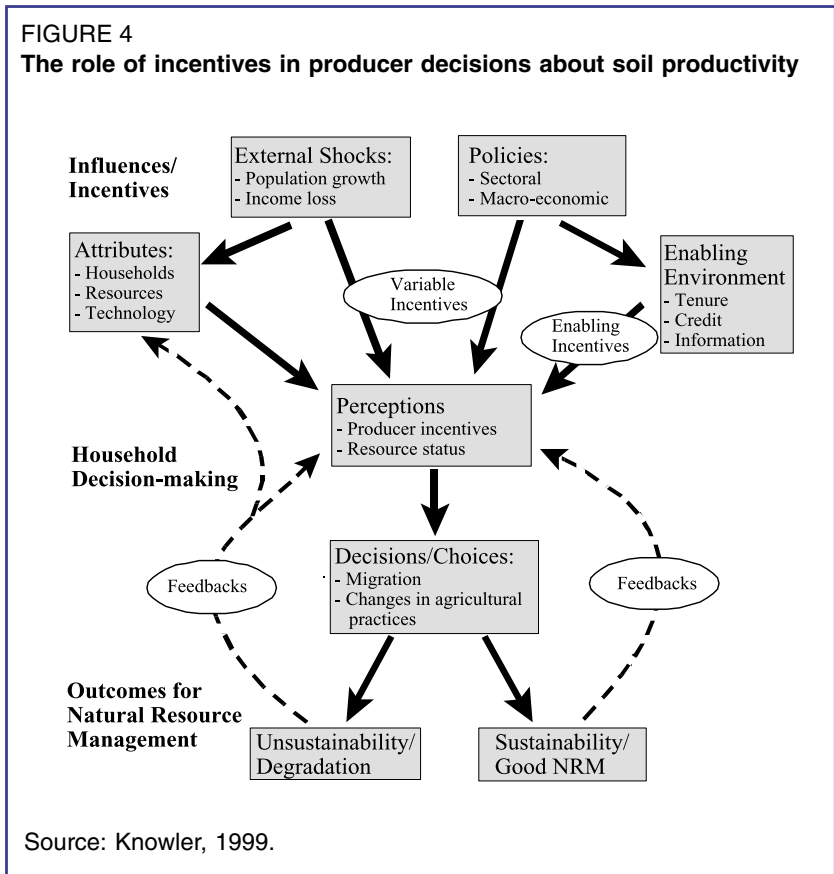 FIGURE 4
The role of incentives in producer decisions about soil productivity
Influences/
Incentives
External Shocks:
- Population growth
- Income loss
Policies:
- Sectoral
- Macro-economic
Attributes:
- Households
- Resources
- Technology
Variable
Incentives
Enabling
Environment
- Tenure
- Credit
- Information
Enabling
Incentives
Perceptions
- Producer incentives
- Resource status
Household
Decision-making
Decisions/Choices:
- Migration
- Changes in agricultural
practices
Feedbacks
Feedbacks
Outcomes for
Natural Resource
Management
Unsustainability/
Degradation
Sustainability/
Good NRM
Source: Knowler, 1999.